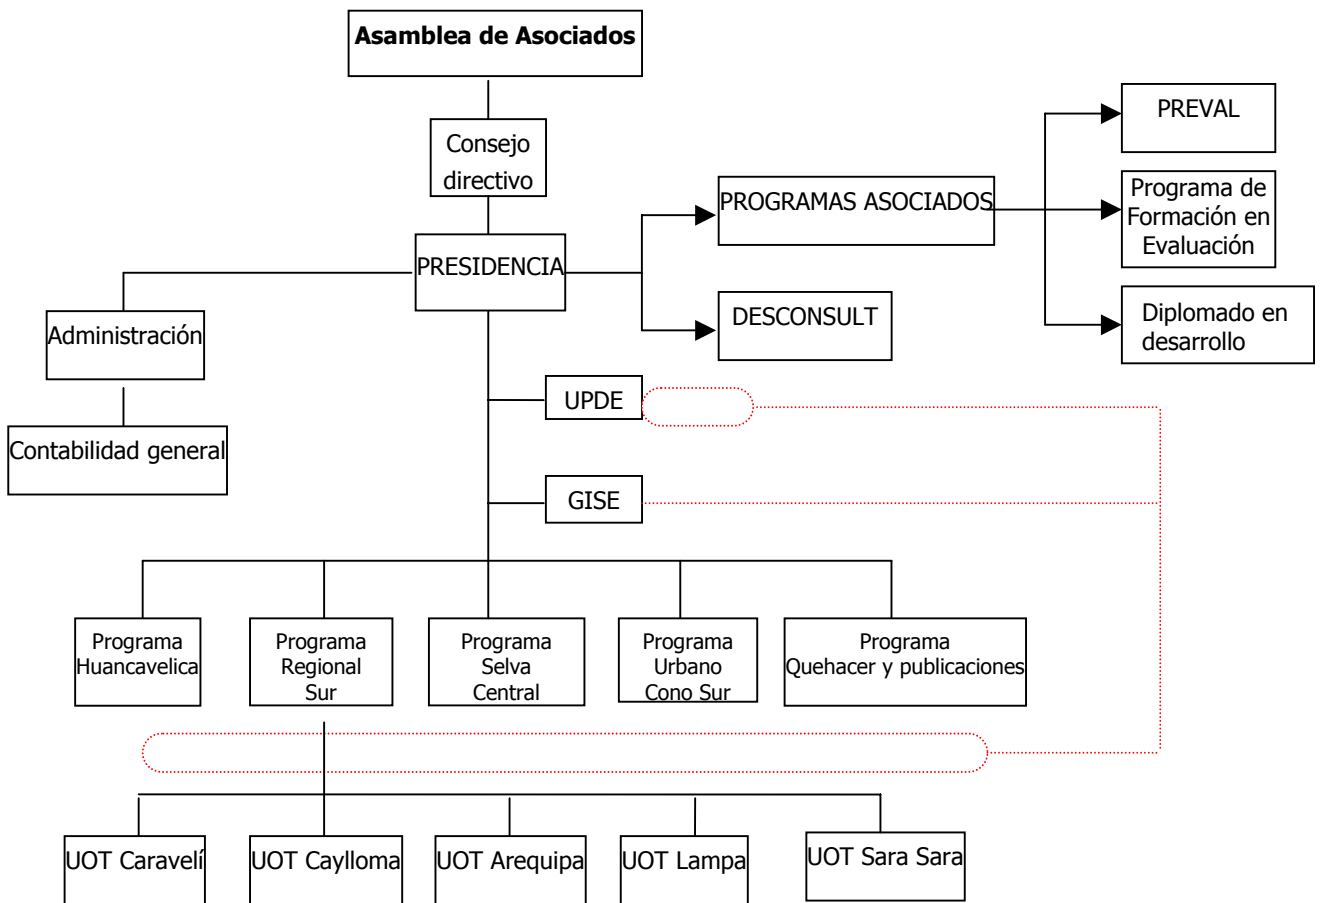 Asamblea de Asociados
Consejo
directivo
PREVAL
PROGRAMAS ASOCIADOS
Programa de
Formación en
Evaluación
PRESIDENCIA
DESCONSULT
Diplomado en
desarrollo
Administración
UPDE
Contabilidad general
GISE
Programa
Huancavelica
Programa
Regional
Sur
Programa
Selva
Central
Programa
Urbano
Cono Sur
Programa
Quehacer y publicaciones
UOT Caravelí
UOT Caylloma
UOT Arequipa
UOT Lampa
UOT Sara Sara